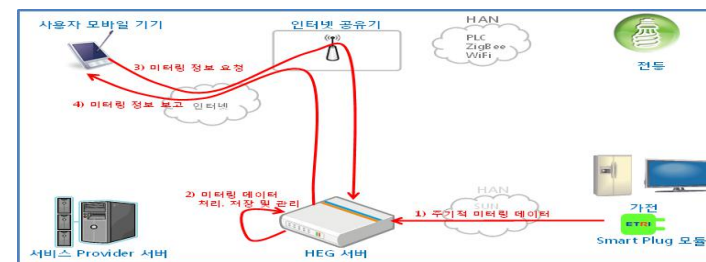 사용자 모바일 기기
인터넷 공유기
HAN
PLC
ZigBee
WiFi
전등
3) 미터링 정보 요청
4) 미터링 정보 보고
인터넷
2) 미터링 데이터
처리, 저장 및 관리
HAN
SUN
1) 주기적 미터링 데이터
가전
ETRI
Smart Plug 모듈
서비스 Provider 서버
HEG 서버